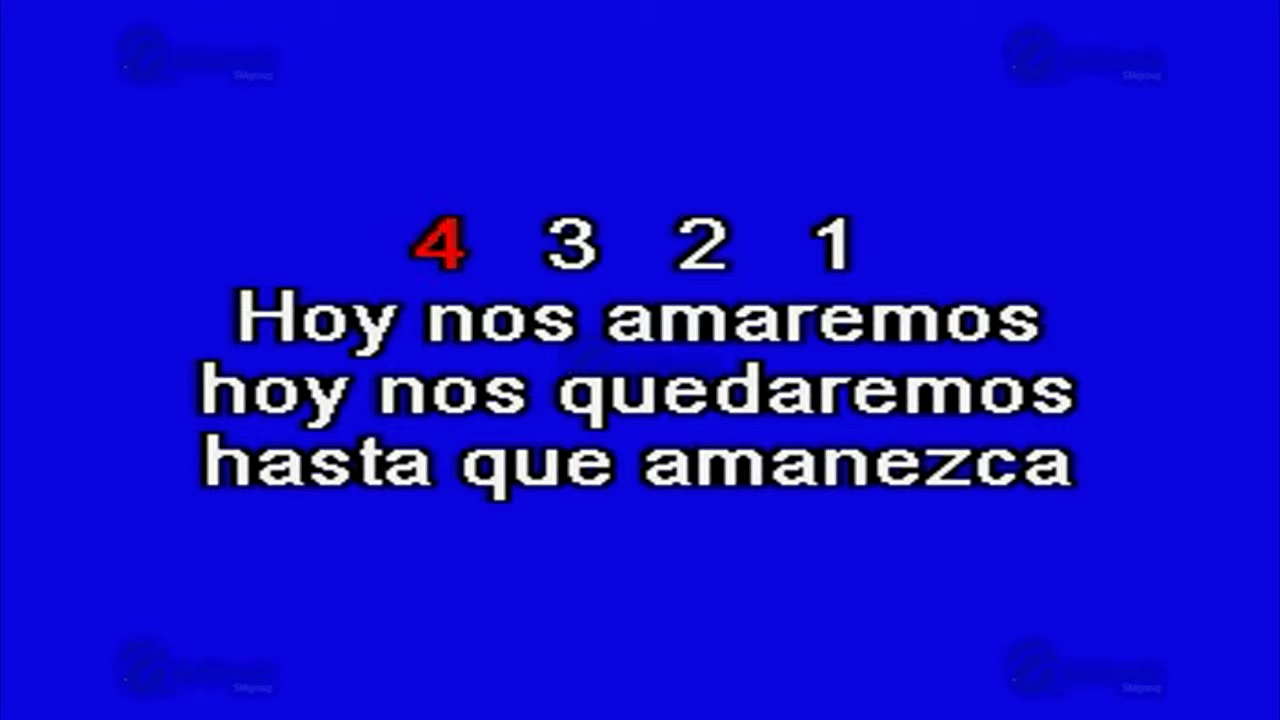 4 3 2 1
Hoy nos amaremos
hoy nos quedaremos
hasta que amanezca